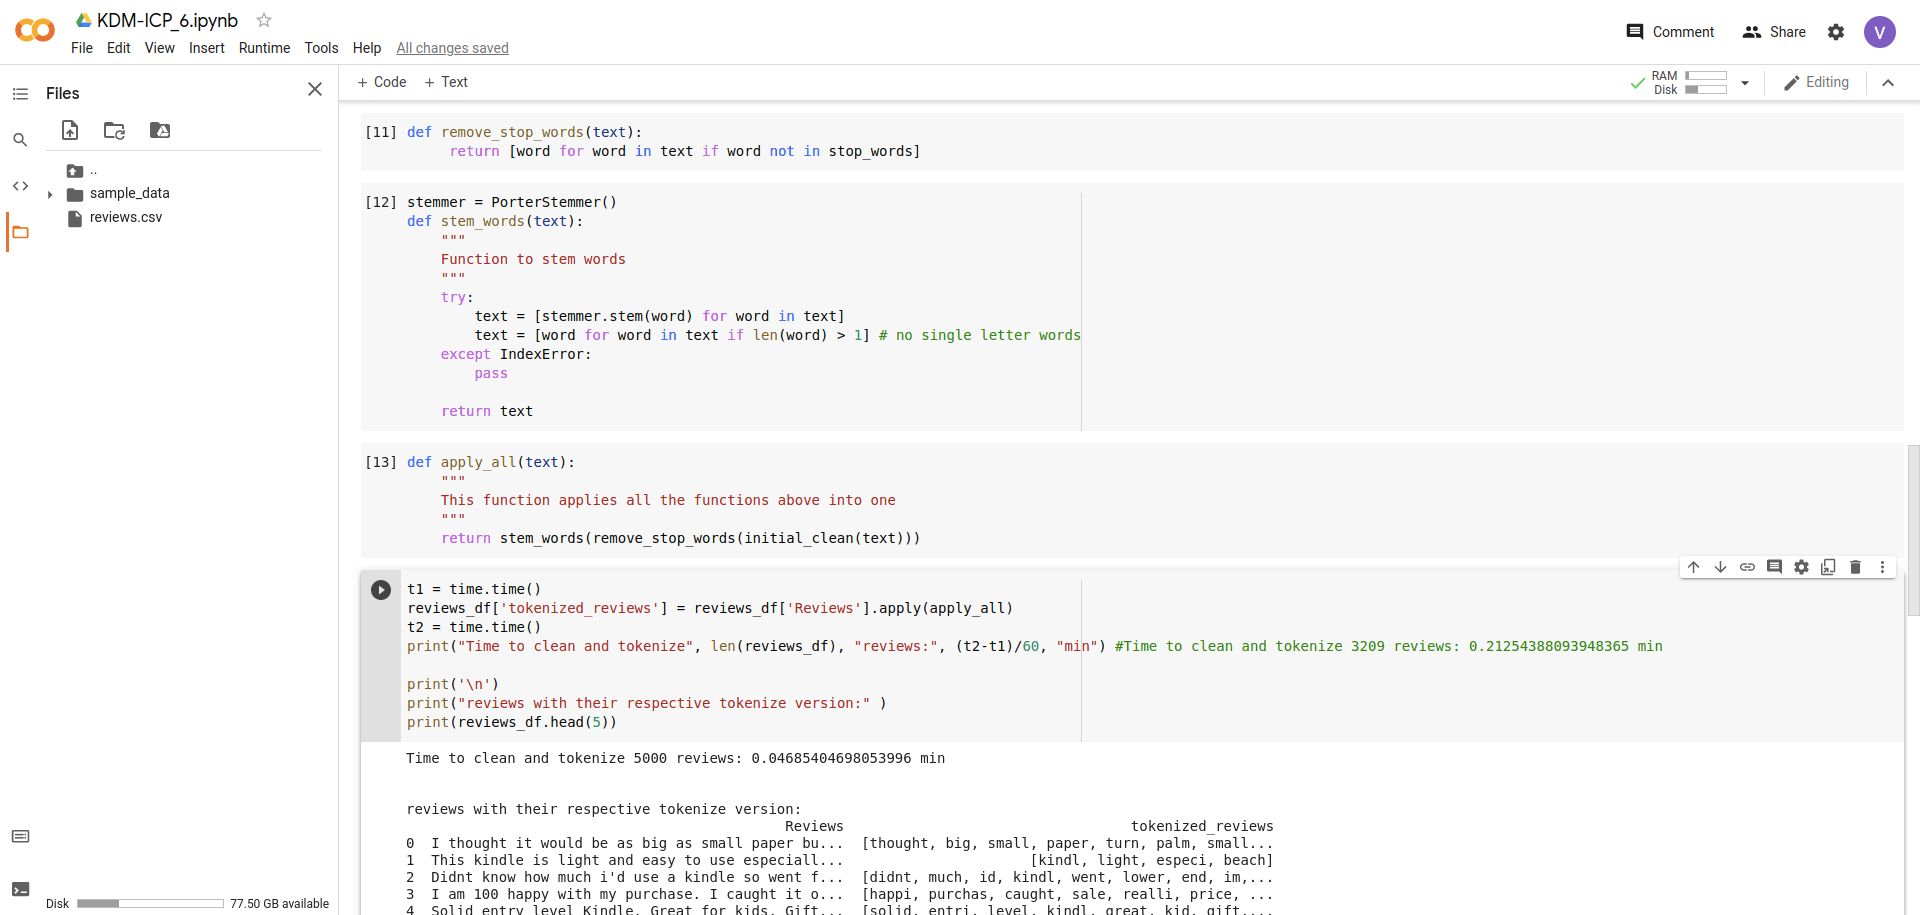 KDM-ICP_6.ipynb
File Edit View Insert Runtime Tools Help All changes saved
Comment Share V
Files
+ Code + Text
RAM
Disk
Editing
..
sample_data
reviews.csv
[11] def remove_stop_words(text):
return [word for word in text if word not in stop_words]
[12] stemmer = PorterStemmer()
def stem_words(text):
"""
Function to stem words
"""
try:
text = [stemmer.stem(word) for word in text]
text = [word for word in text if len(word) > 1] # no single letter words
except IndexError:
pass
return text
[13] def apply_all(text):
"""
This function applies all the functions above into one
"""
return stem_words(remove_stop_words(initial_clean(text)))
t1 = time.time()
reviews_df['tokenized_reviews'] = reviews_df['Reviews'].apply(apply_all)
t2 = time.time()
print("Time to clean and tokenize", len(reviews_df), "reviews:", (t2-t1)/60, "min") #Time to clean and tokenize 3209 reviews: 0.21254388093948365 min
print('\n')
print("reviews with their respective tokenize version:" )
print(reviews_df.head(5))
Time to clean and tokenize 5000 reviews: 0.04685404698053996 min
reviews with their respective tokenize version:
Reviews tokenized_reviews
0 I thought it would be as big as small paper bu... [thought, big, small, paper, turn, palm, small...
1 This kindle is light and easy to use especiall... [kindl, light, especi, beach]
2 Didnt know how much i'd use a kindle so went f... [didnt, much, id, kindl, went, lower, end, im,...
3 I am 100 happy with my purchase. I caught it o... [happi, purchas, caught, sale, realli, price, ...
4 Solid entry level Kindle. Great for kids. Gift... [solid, entri, level, kindl, great, kid, gift,...
Disk 77.50 GB available